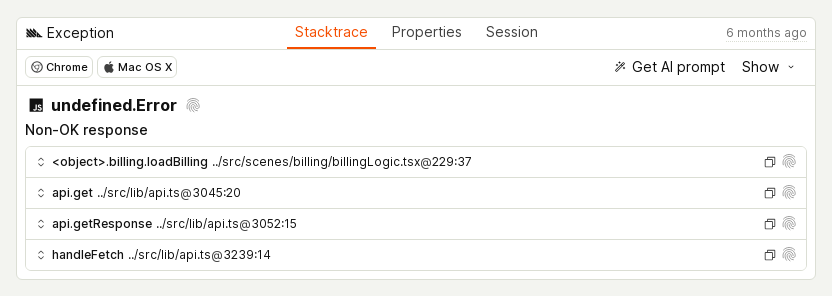 Exception Stacktrace Properties Session 6 months ago
Chrome Mac OS X Get AI prompt Show
JS undefined.Error
Non-OK response
<object>.billing.loadBilling ../src/scenes/billing/billingLogic.tsx@229:37
api.get ../src/lib/api.ts@3045:20
api.getResponse ../src/lib/api.ts@3052:15
handleFetch ../src/lib/api.ts@3239:14